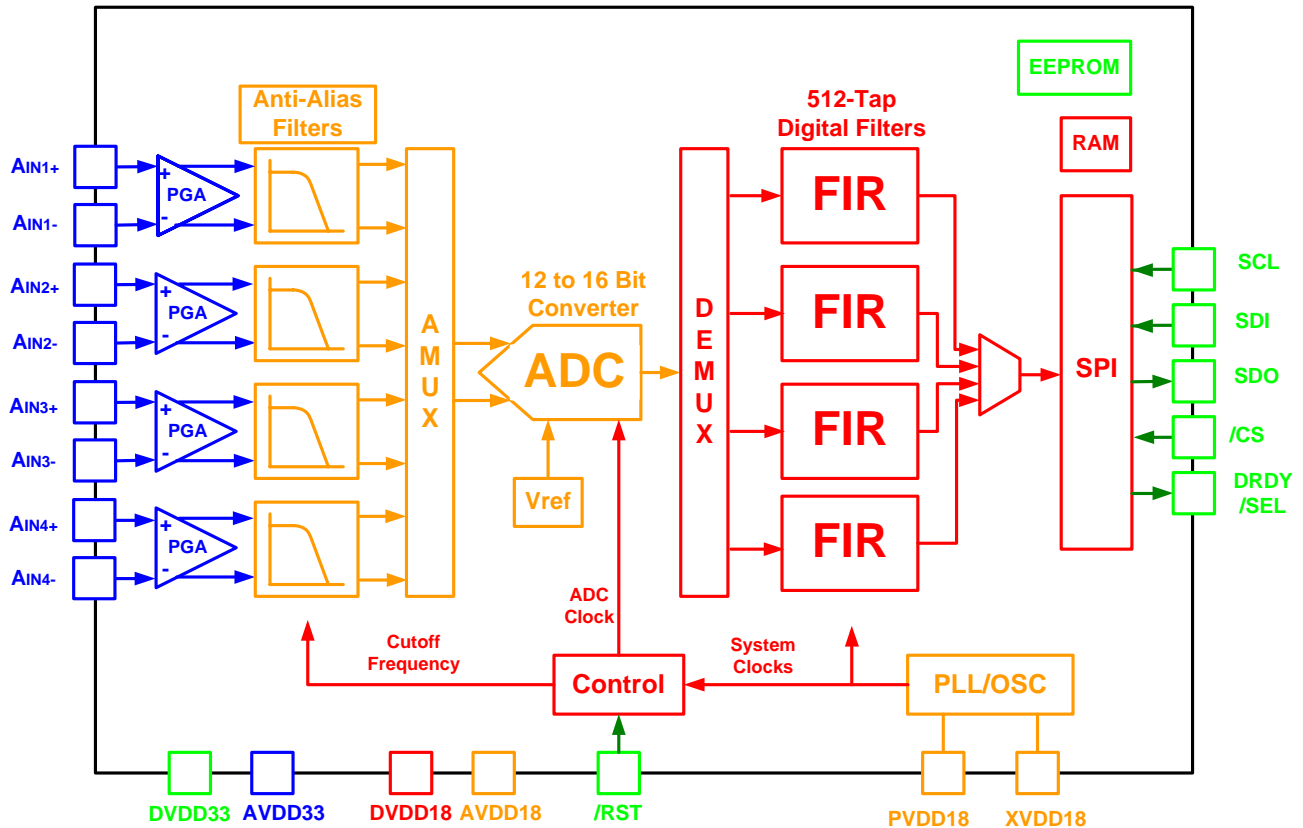 EEPROM
Anti-Alias
Filters
512-Tap
Digital Filters
RAM
AIN1+
+
PGA
-
AIN1-
FIR
SCL
AIN2+
+
PGA
-
AIN2-
12 to 16 Bit
Converter
ADC
AMUX
DEMUX
FIR
SPI
SDI
SDO
AIN3+
+
PGA
-
AIN3-
FIR
/CS
Vref
DRDY
/SEL
AIN4+
+
PGA
-
AIN4-
FIR
ADC
Clock
Cutoff
Frequency
System
Clocks
Control
PLL/OSC
DVDD33
AVDD33
DVDD18
AVDD18
/RST
PVDD18
XVDD18